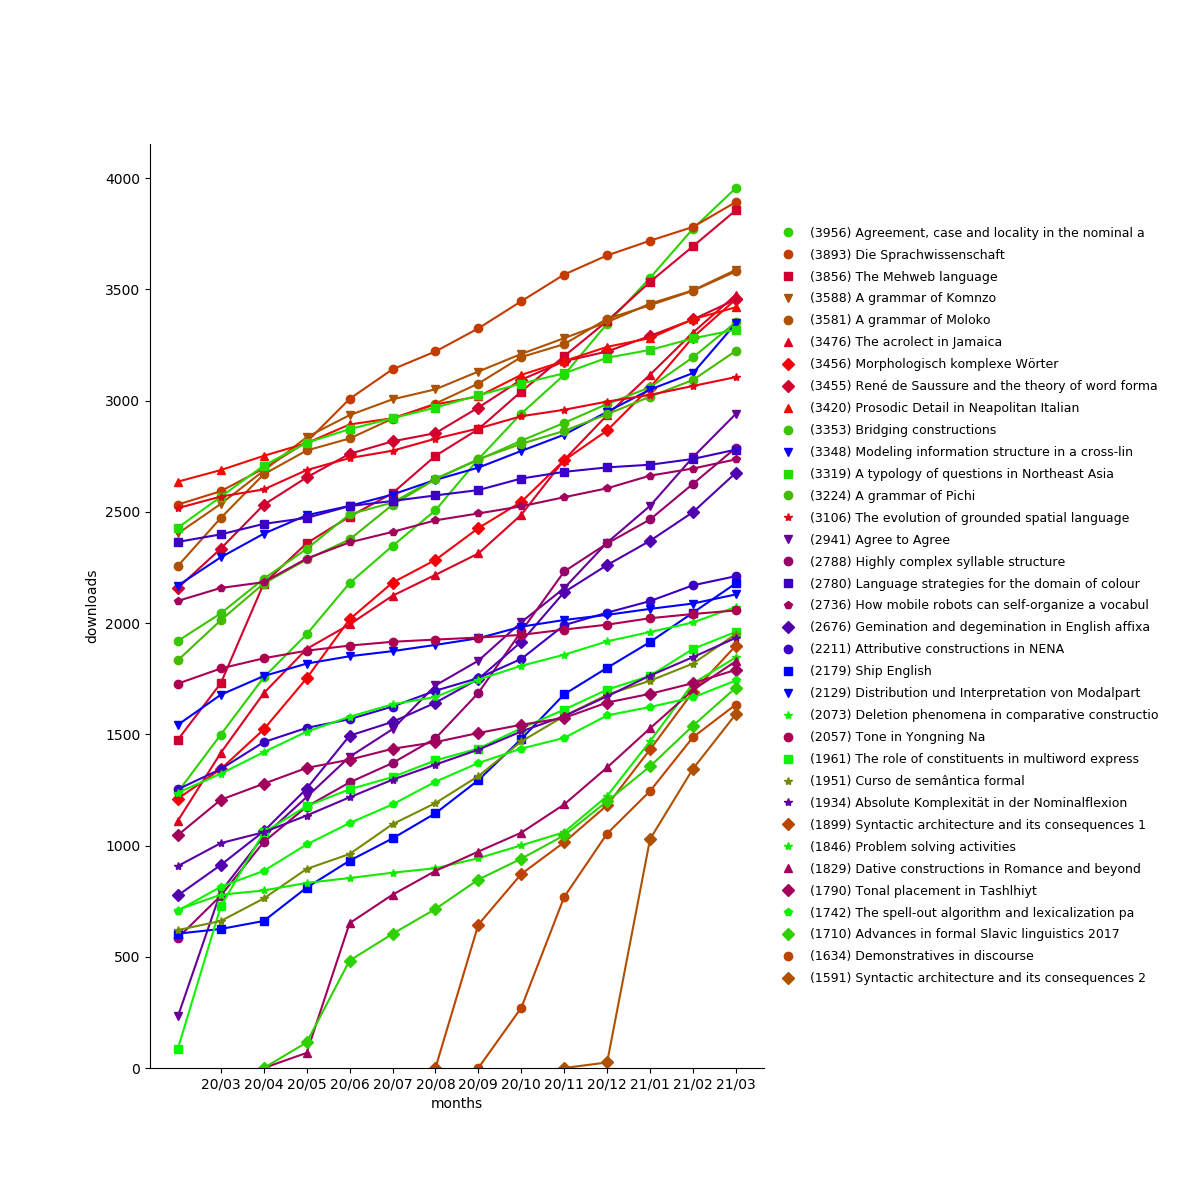 4000
3500
3000
2500
2000
1500
1000
500
0
downloads
20/03 20/04 20/05 20/06 20/07 20/08 20/09 20/10 20/11 20/12 21/01 21/02 21/03
months
(3956) Agreement, case and locality in the nominal a
(3893) Die Sprachwissenschaft
(3856) The Mehweb language
(3588) A grammar of Komnzo
(3581) A grammar of Moloko
(3476) The acrolect in Jamaica
(3456) Morphologisch komplexe Wörter
(3455) René de Saussure and the theory of word forma
(3420) Prosodic Detail in Neapolitan Italian
(3353) Bridging constructions
(3348) Modeling information structure in a cross-lin
(3319) A typology of questions in Northeast Asia
(3224) A grammar of Pichi
(3106) The evolution of grounded spatial language
(2941) Agree to Agree
(2788) Highly complex syllable structure
(2780) Language strategies for the domain of colour
(2736) How mobile robots can self-organize a vocabul
(2676) Gemination and degemination in English affixa
(2211) Attributive constructions in NENA
(2179) Ship English
(2129) Distribution und Interpretation von Modalpart
(2073) Deletion phenomena in comparative constructio
(2057) Tone in Yongning Na
(1961) The role of constituents in multiword express
(1951) Curso de semântica formal
(1934) Absolute Komplexität in der Nominalflexion
(1899) Syntactic architecture and its consequences 1
(1846) Problem solving activities
(1829) Dative constructions in Romance and beyond
(1790) Tonal placement in Tashlhiyt
(1742) The spell-out algorithm and lexicalization pa
(1710) Advances in formal Slavic linguistics 2017
(1634) Demonstratives in discourse
(1591) Syntactic architecture and its consequences 2